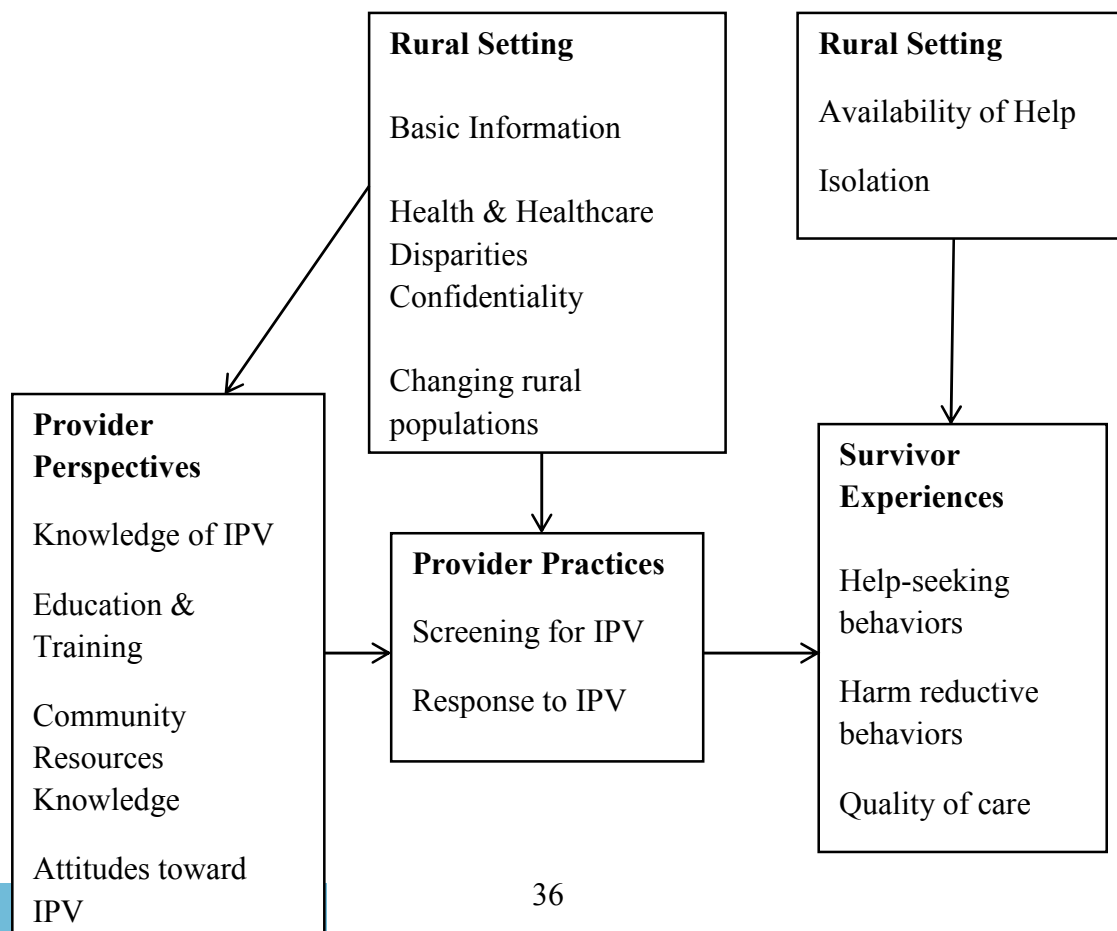 Rural Setting
Basic Information
Health & Healthcare
Disparities
Confidentiality
Changing rural
populations
Rural Setting
Availability of Help
Isolation
Provider
Perspectives
Knowledge of IPV
Education &
Training
Community
Resources
Knowledge
Attitudes toward
IPV
Provider Practices
Screening for IPV
Response to IPV
Survivor
Experiences
Help-seeking
behaviors
Harm reductive
behaviors
Quality of care
36